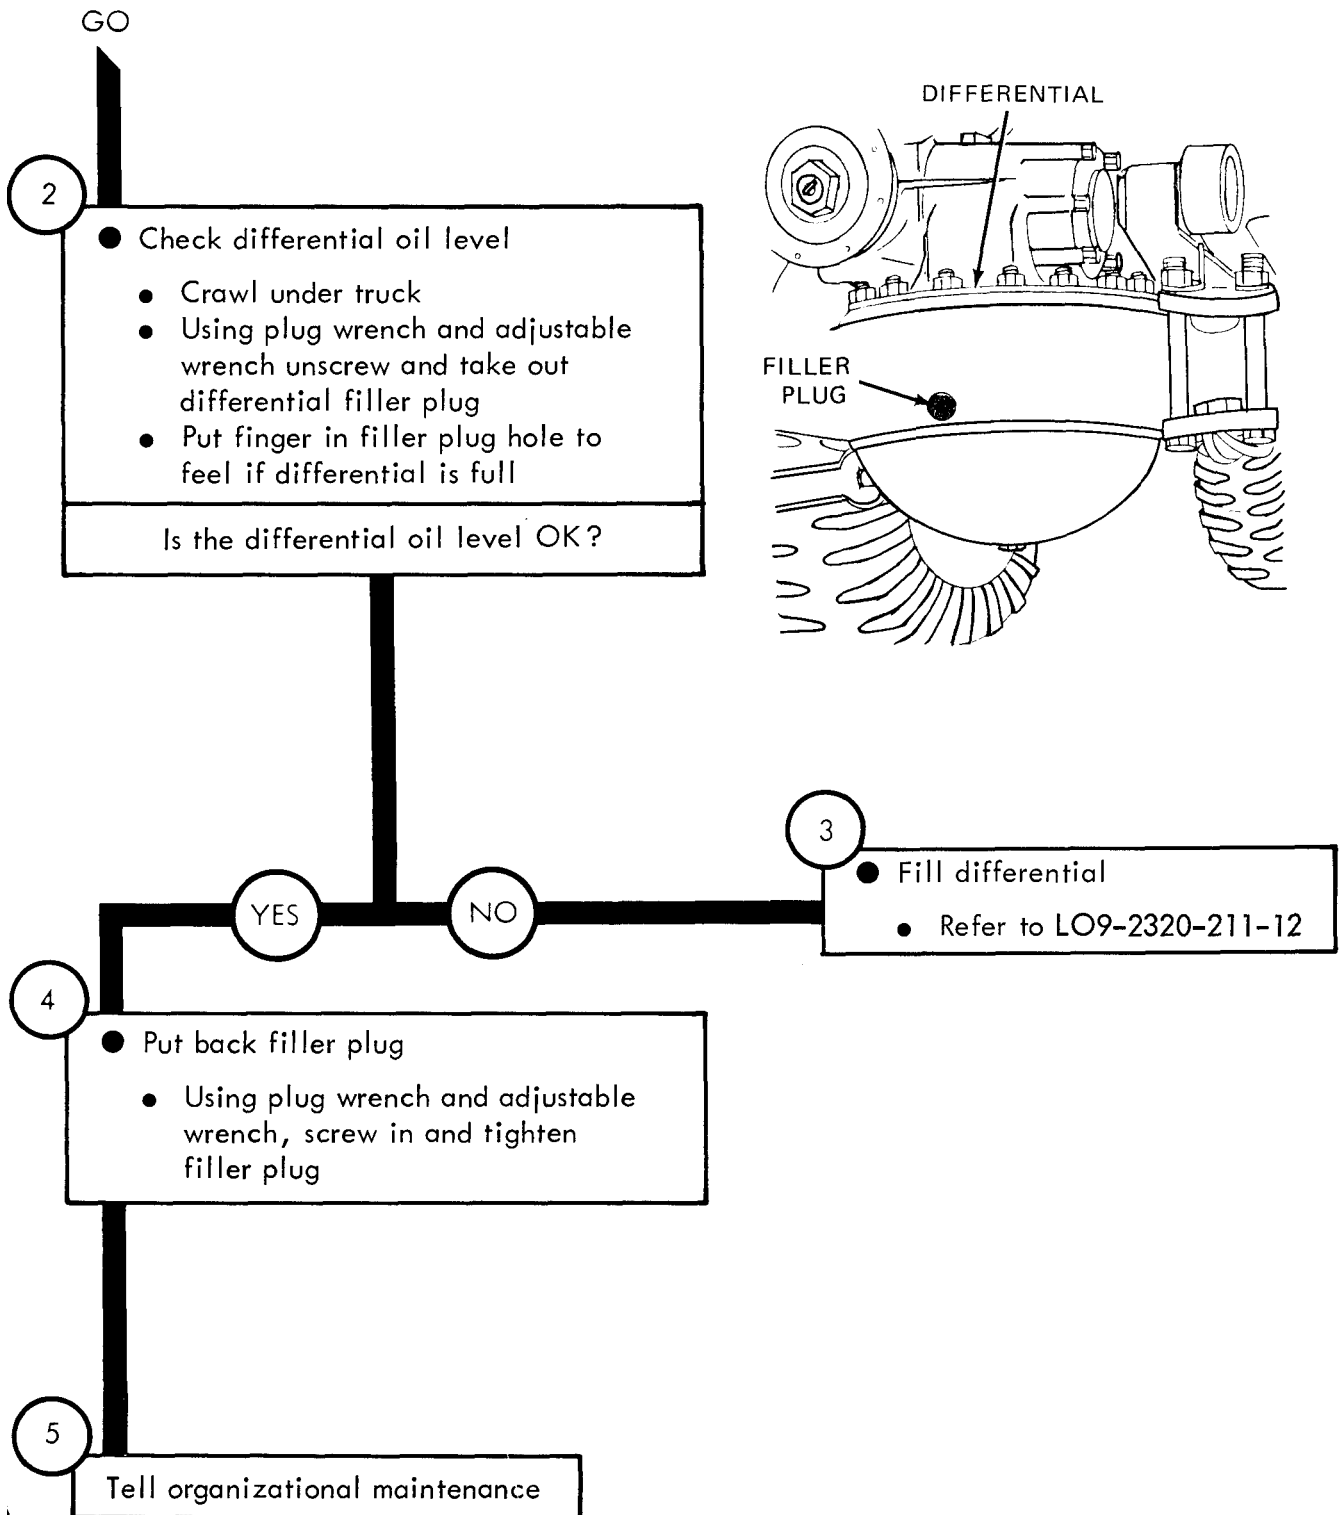 GO
2
● Check differential oil level
● Crawl under truck
● Using plug wrench and adjustable
wrench unscrew and take out
differential filler plug
● Put finger in filler plug hole to
feel if differential is full
Is the differential oil level OK?
DIFFERENTIAL
FILLER
PLUG
YES
NO
3
● Fill differential
● Refer to LO9-2320-211-12
4
● Put back filler plug
● Using plug wrench and adjustable
wrench, screw in and tighten
filler plug
5
Tell organizational maintenance